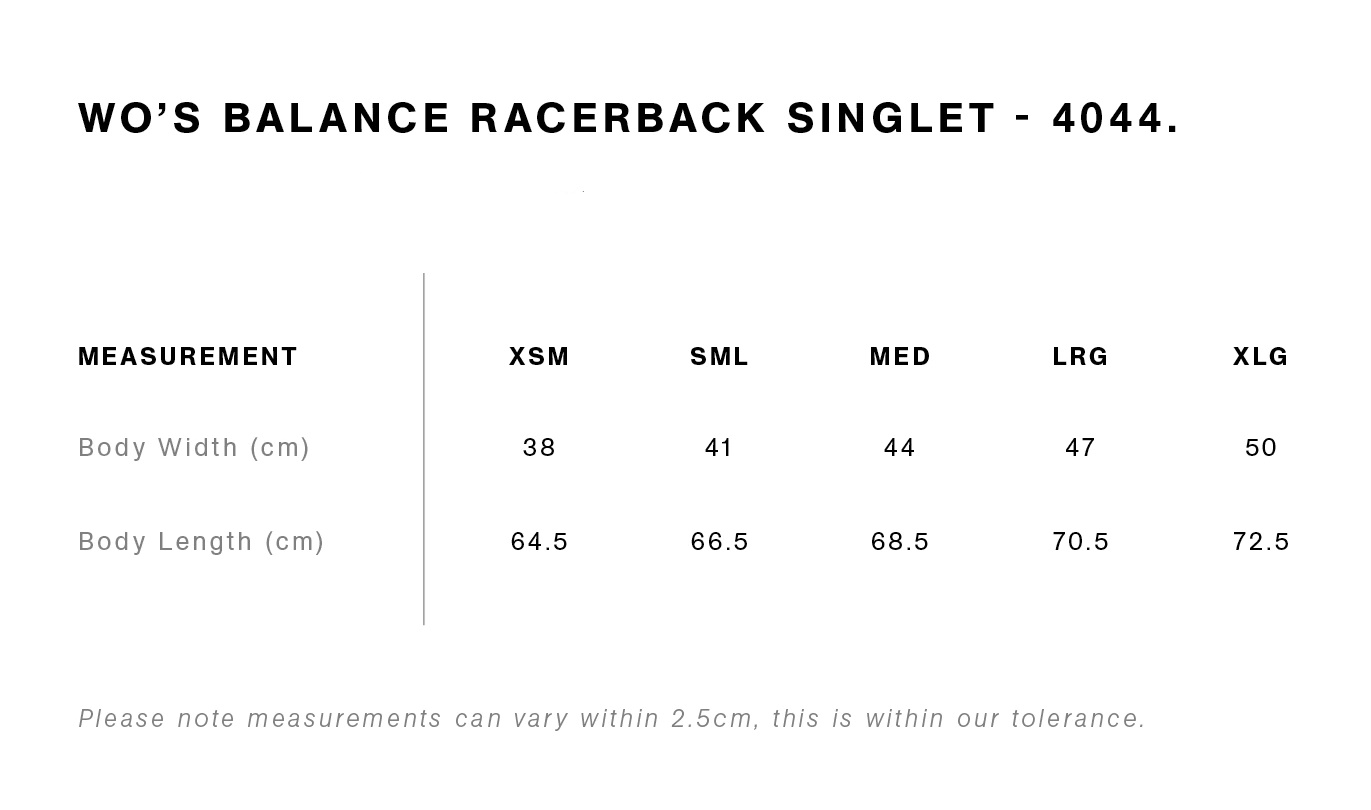 WO’S BALANCE RACERBACK SINGLET - 4044.
MEASUREMENT XSM SML MED LRG XLG
Body Width (cm) 38 41 44 47 50
Body Length (cm) 64.5 66.5 68.5 70.5 72.5
Please note measurements can vary within 2.5cm, this is within our tolerance.